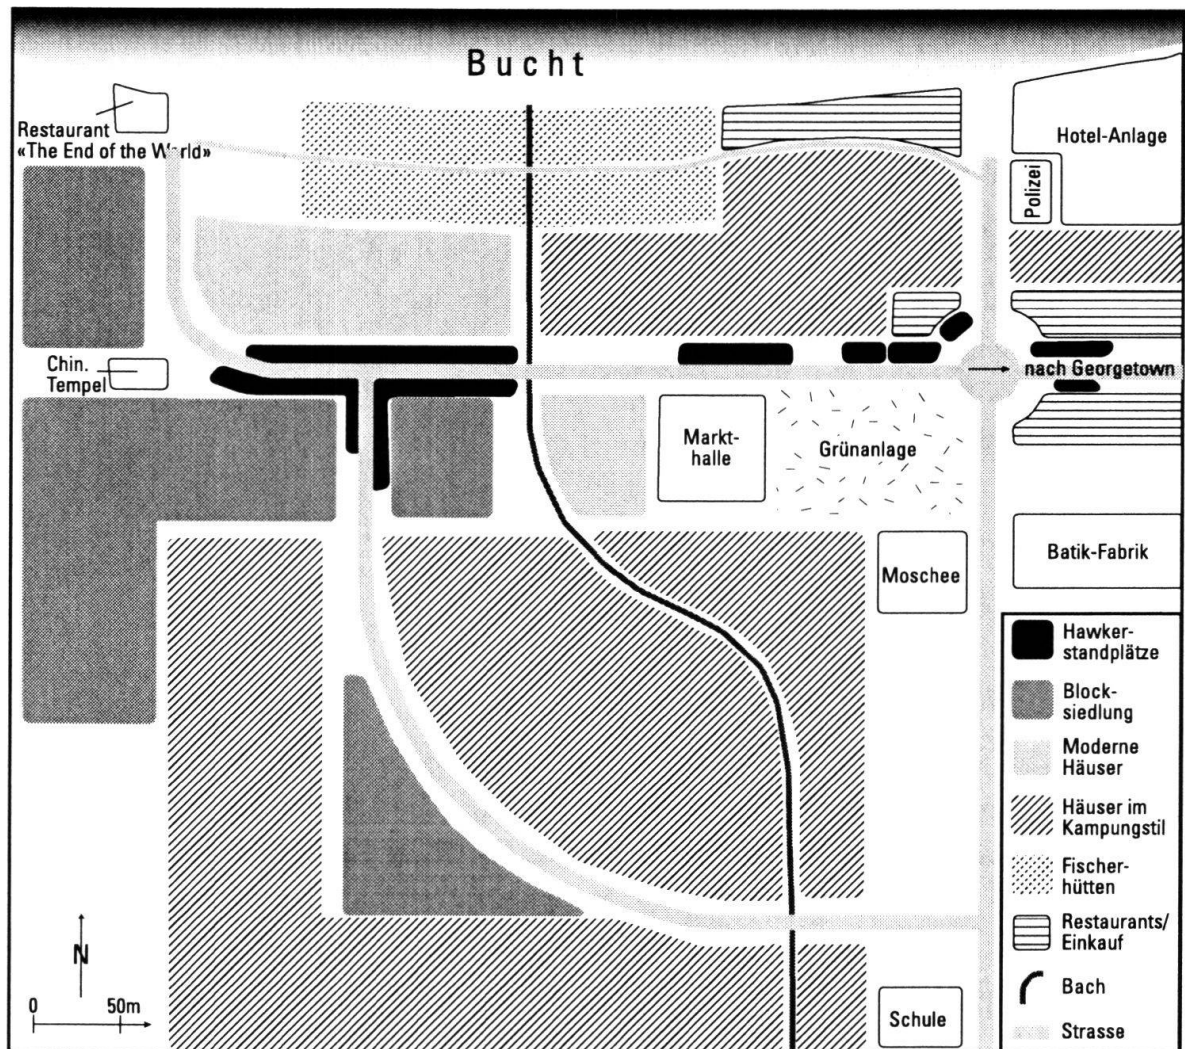 Bucht
Restaurant
«The End of the World»
Hotel-Anlage
Polizei
Chin.
Tempel
nach Georgetown
Markt-
halle
Grünanlage
Moschee
Batik-Fabrik
Hawker-
standplätze
Block-
siedlung
Moderne
Häuser
Häuser im
Kampungstil
Fischer-
hütten
Restaurants/
Einkauf
Bach
Strasse
Schule
N
0 50m